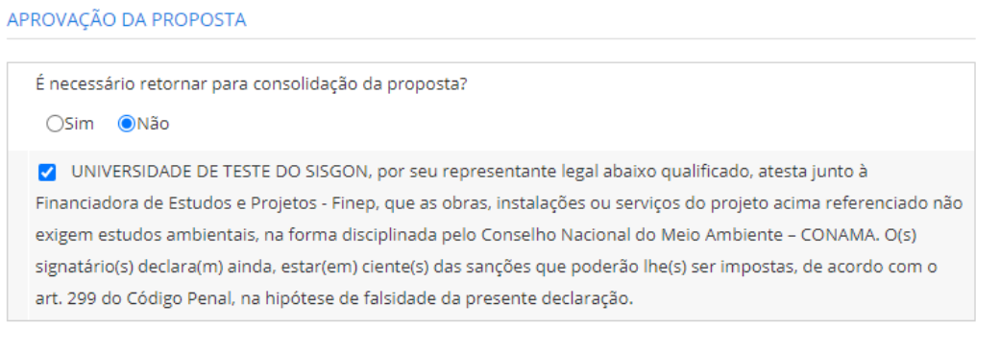 APROVAÇÃO DA PROPOSTA
É necessário retornar para consolidação da proposta?
Sim Não
UNIVERSIDADE DE TESTE DO SISGON, por seu representante legal abaixo qualificado, atesta junto à
Financiadora de Estudos e Projetos - Finep, que as obras, instalações ou serviços do projeto acima referenciado não
exigem estudos ambientais, na forma disciplinada pelo Conselho Nacional do Meio Ambiente – CONAMA. O(s)
signatário(s) declara(m) ainda, estar(em) ciente(s) das sanções que poderão lhe(s) ser impostas, de acordo com o
art. 299 do Código Penal, na hipótese de falsidade da presente declaração.